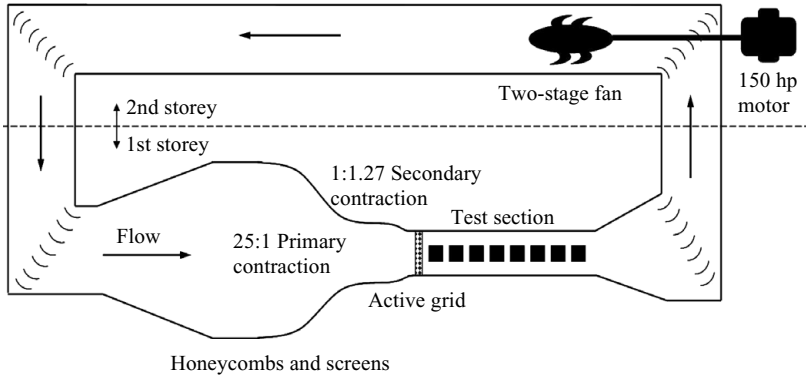 150 hp
motor
Two-stage fan
2nd storey
1st storey
1:1.27 Secondary
contraction
Test section
Flow
25:1 Primary
contraction
Active grid
Honeycombs and screens